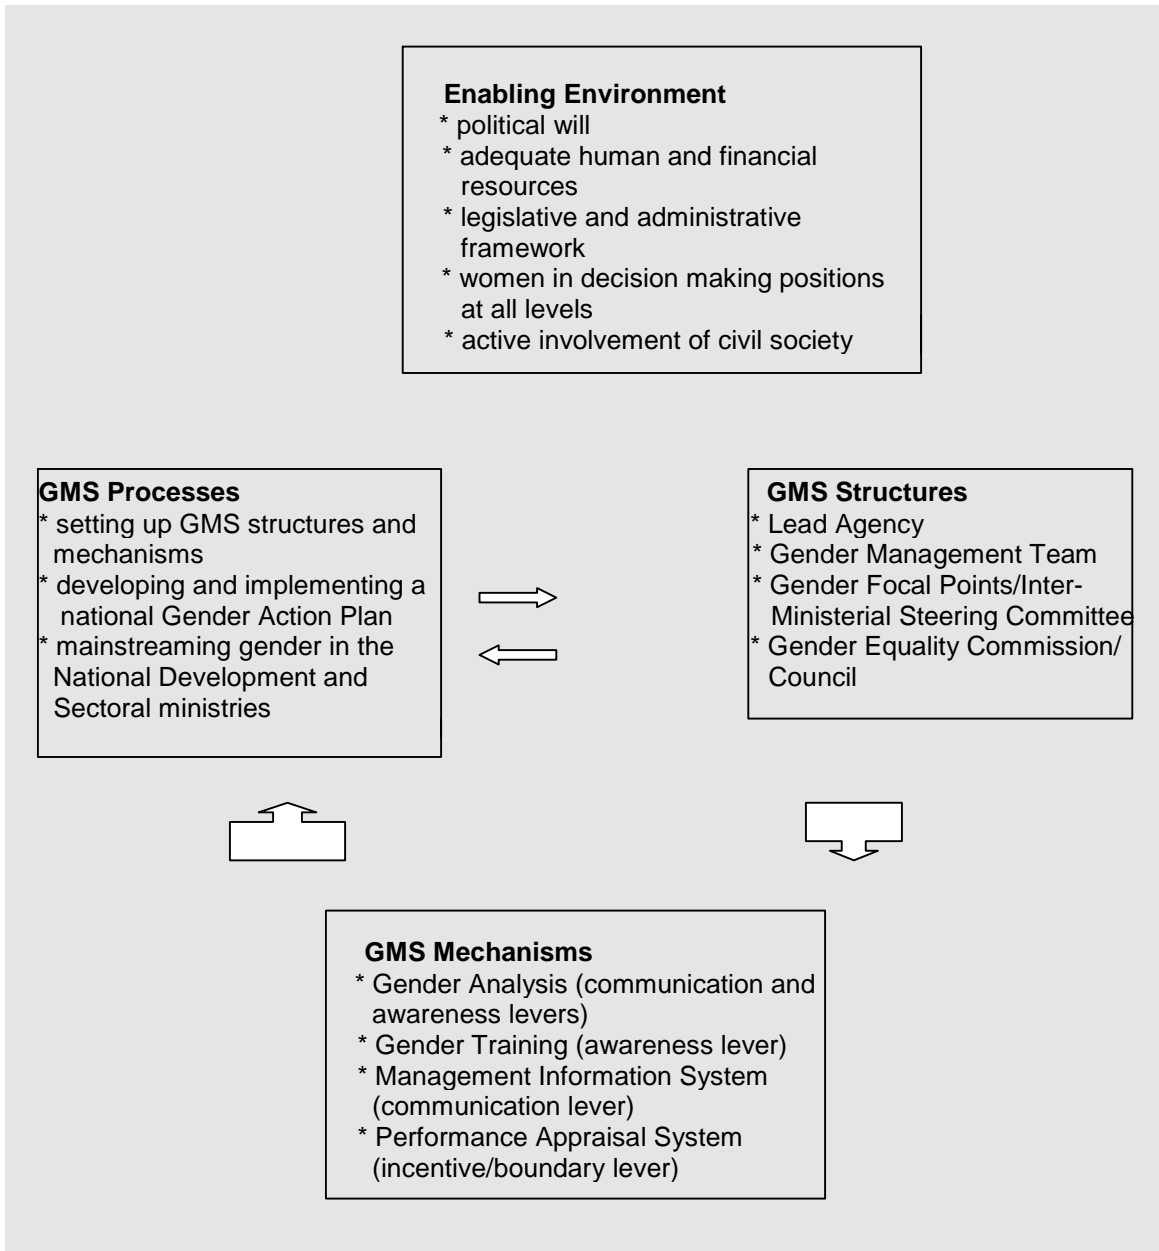 Enabling Environment
* political will
* adequate human and financial
resources
* legislative and administrative
framework
* women in decision making positions
at all levels
* active involvement of civil society
GMS Processes
* setting up GMS structures and
mechanisms
* developing and implementing a
national Gender Action Plan
* mainstreaming gender in the
National Development and
Sectoral ministries
GMS Structures
* Lead Agency
* Gender Management Team
* Gender Focal Points/Inter-
Ministerial Steering Committee
* Gender Equality Commission/
Council
GMS Mechanisms
* Gender Analysis (communication and
awareness levers)
* Gender Training (awareness lever)
* Management Information System
(communication lever)
* Performance Appraisal System
(incentive/boundary lever)